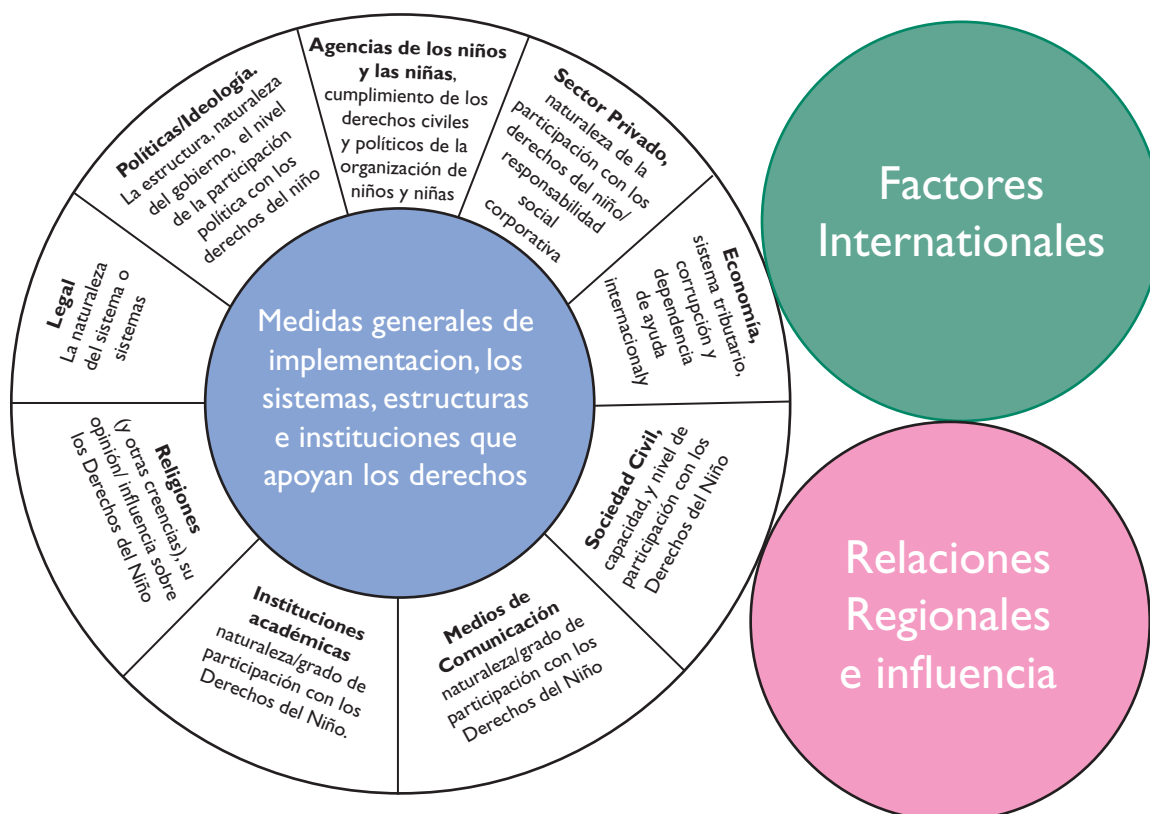 Agencias de los niños
y las niñas,
cumplimiento de los
derechos civiles
y políticos de la
organización de
niños y niñas
Sector Privado,
naturaleza de la
participación con los
derechos del niño/
responsabilidad
social
corporativa
Economía,
sistema tributario,
corrupción y
dependencia
de ayuda
internacionaly
Sociedad Civil,
capacidad, y nivel de
participación con los
Derechos del Niño
Medios de
Comunicación
naturaleza/grado de
participación con los
Derechos del Niño
Instituciones
académicas
naturaleza/grado de
participación con los
Derechos del Niño.
Religiones
(y otras creencias), su
opinión/ influencia sobre
los Derechos del Niño
Legal
La naturaleza
del sistema o
sistemas
Políticas/Ideología.
La estructura, naturaleza
del gobierno, el nivel
de la participación
política con los
derechos del niño
Medidas generales de
implementacion, los
sistemas, estructuras
e instituciones que
apoyan los derechos
Factores
Internationales
Relaciones
Regionales
e influencia